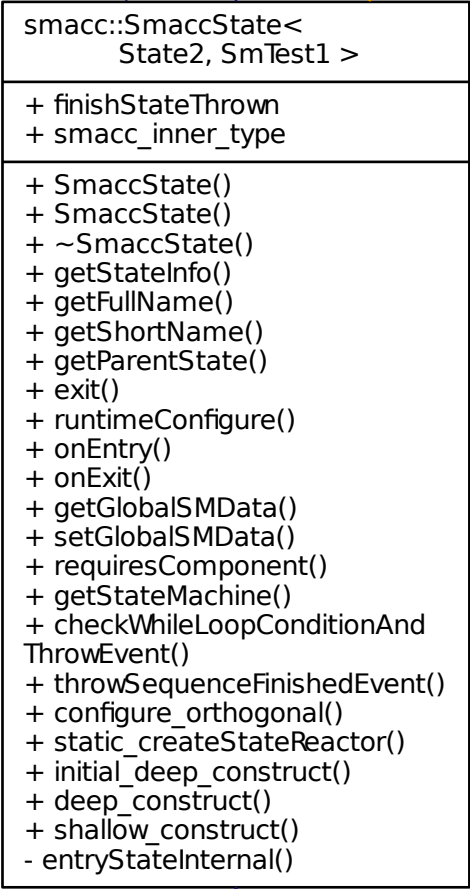 smacc::SmaccState<
State2, SmTest1 >
+ finishStateThrown
+ smacc_inner_type
+ SmaccState()
+ SmaccState()
+ ~SmaccState()
+ getStateInfo()
+ getFullName()
+ getShortName()
+ getParentState()
+ exit()
+ runtimeConfigure()
+ onEntry()
+ onExit()
+ getGlobalSMData()
+ setGlobalSMData()
+ requiresComponent()
+ getStateMachine()
+ checkWhileLoopConditionAnd
ThrowEvent()
+ throwSequenceFinishedEvent()
+ configure_orthogonal()
+ static_createStateReactor()
+ initial_deep_construct()
+ deep_construct()
+ shallow_construct()
- entryStateInternal()